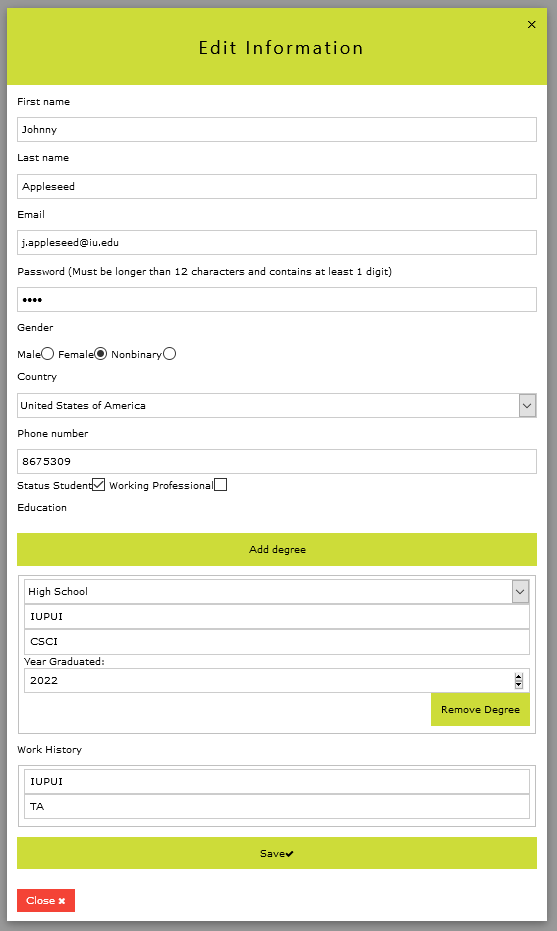 ×
Edit Information
First name
Johnny
Last name
Appleseed
Email
j.appleseed@iu.edu
Password (Must be longer than 12 characters and contains at least 1 digit)
••••
Gender
Male Female Nonbinary
Country
United States of America
Phone number
8675309
Status Student Working Professional
Education
Add degree
High School
IUPUI
CSCI
Year Graduated:
2022
Remove Degree
Work History
IUPUI
TA
Save✔
Close ✖